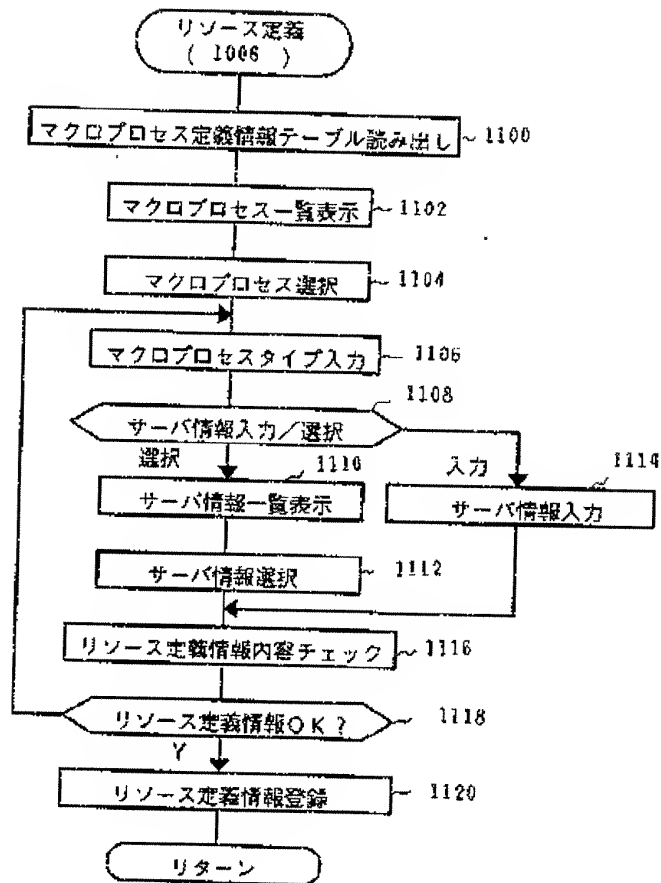 リソース定義
( 1006 )
マクロプロセス定義情報テーブル読み出し ~ 1100
マクロプロセス一覧表示 ~ 1102
マクロプロセス選択 ~ 1104
マクロプロセスタイプ入力 ~ 1106
サーバ情報入力/選択 1108
選択 1110
入力 1114
サーバ情報一覧表示
サーバ情報入力
サーバ情報選択 ~ 1112
リソース定義情報内容チェック ~ 1116
リソース定義情報OK? ~ 1118
Y
リソース定義情報登録 ~ 1120
リターン